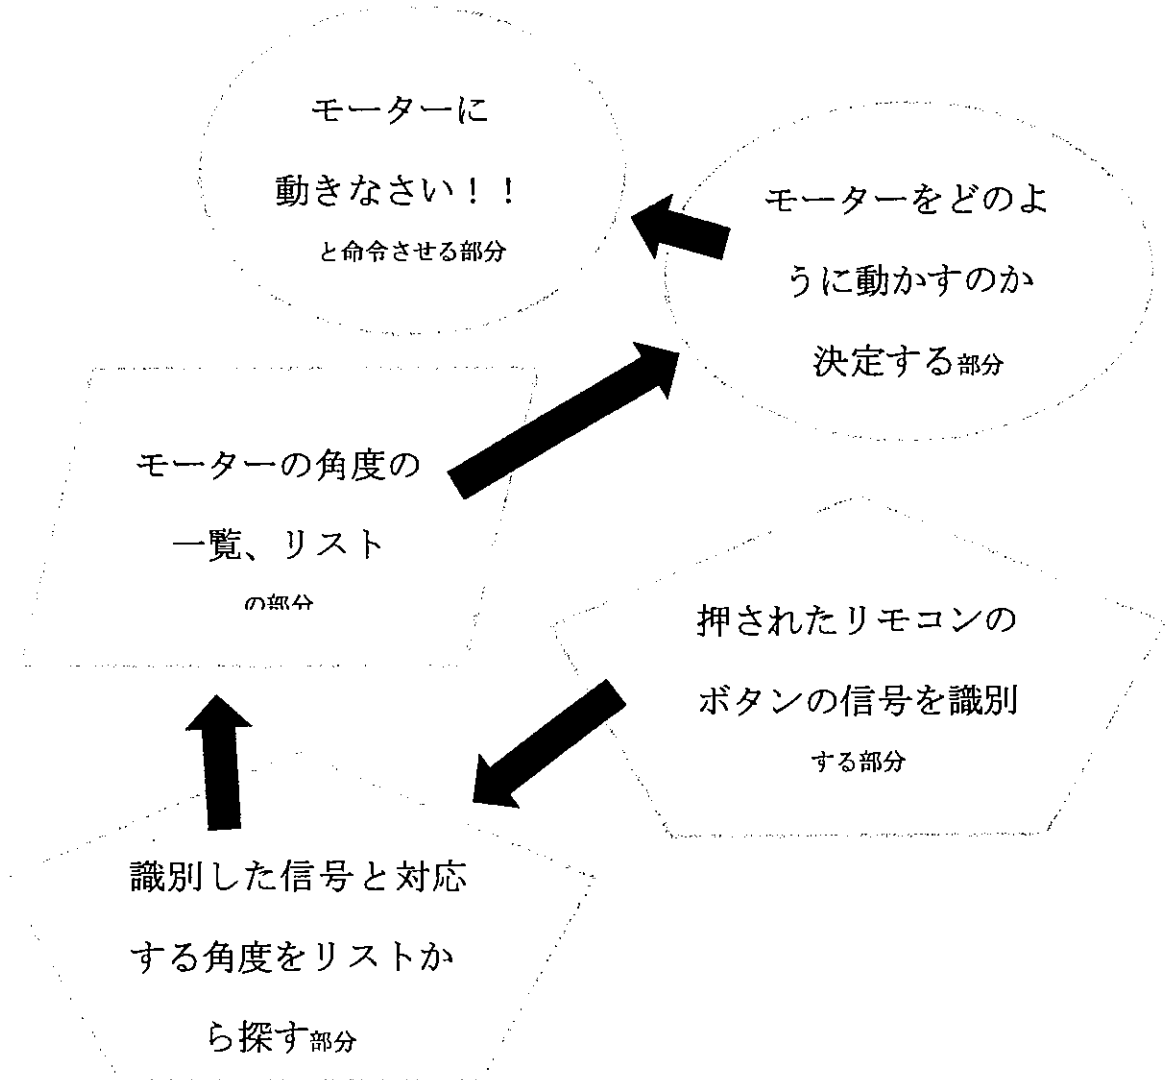 モーターに
動きなさい！！
と命令させる部分
モーターをどのよ
うに動かすのか
決定する部分
モーターの角度の
一覧、リスト
の部分
押されたリモコンの
ボタンの信号を識別
する部分
識別した信号と対応
する角度をリストか
ら探す部分